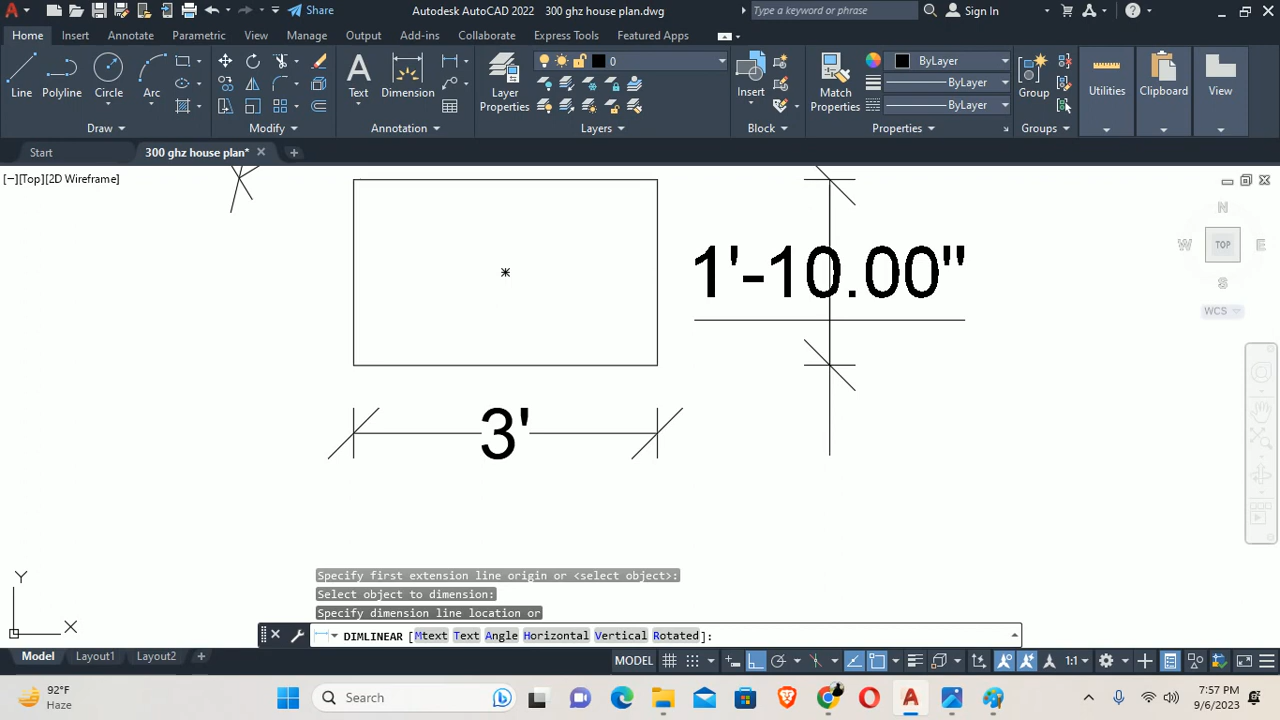 Share
Autodesk AutoCAD 2022
300 ghz house plan.dwg
Type a keyword or phrase
Sign In
Home
Insert
Annotate
Parametric
View
Manage
Output
Add-ins
Collaborate
Express Tools
Featured Apps
Line
Polyline
Circle
Arc
Text
Dimension
Layer
Properties
0
Insert
Match
Properties
ByLayer
ByLayer
ByLayer
Group
Utilities
Clipboard
View
Draw
Modify
Annotation
Layers
Block
Properties
Groups
Start
300 ghz house plan*
[−][Top][2D Wireframe]
N
W
TOP
E
S
WCS
1'-10.00"
3'
Specify first extension line origin or <select object>:
Select object to dimension:
Specify dimension line location or
DIMLINEAR [Mtext Text Angle Horizontal Vertical Rotated]:
Y
X
Model
Layout1
Layout2
MODEL
1:1
92°F
Haze
Search
7:57 PM
9/6/2023